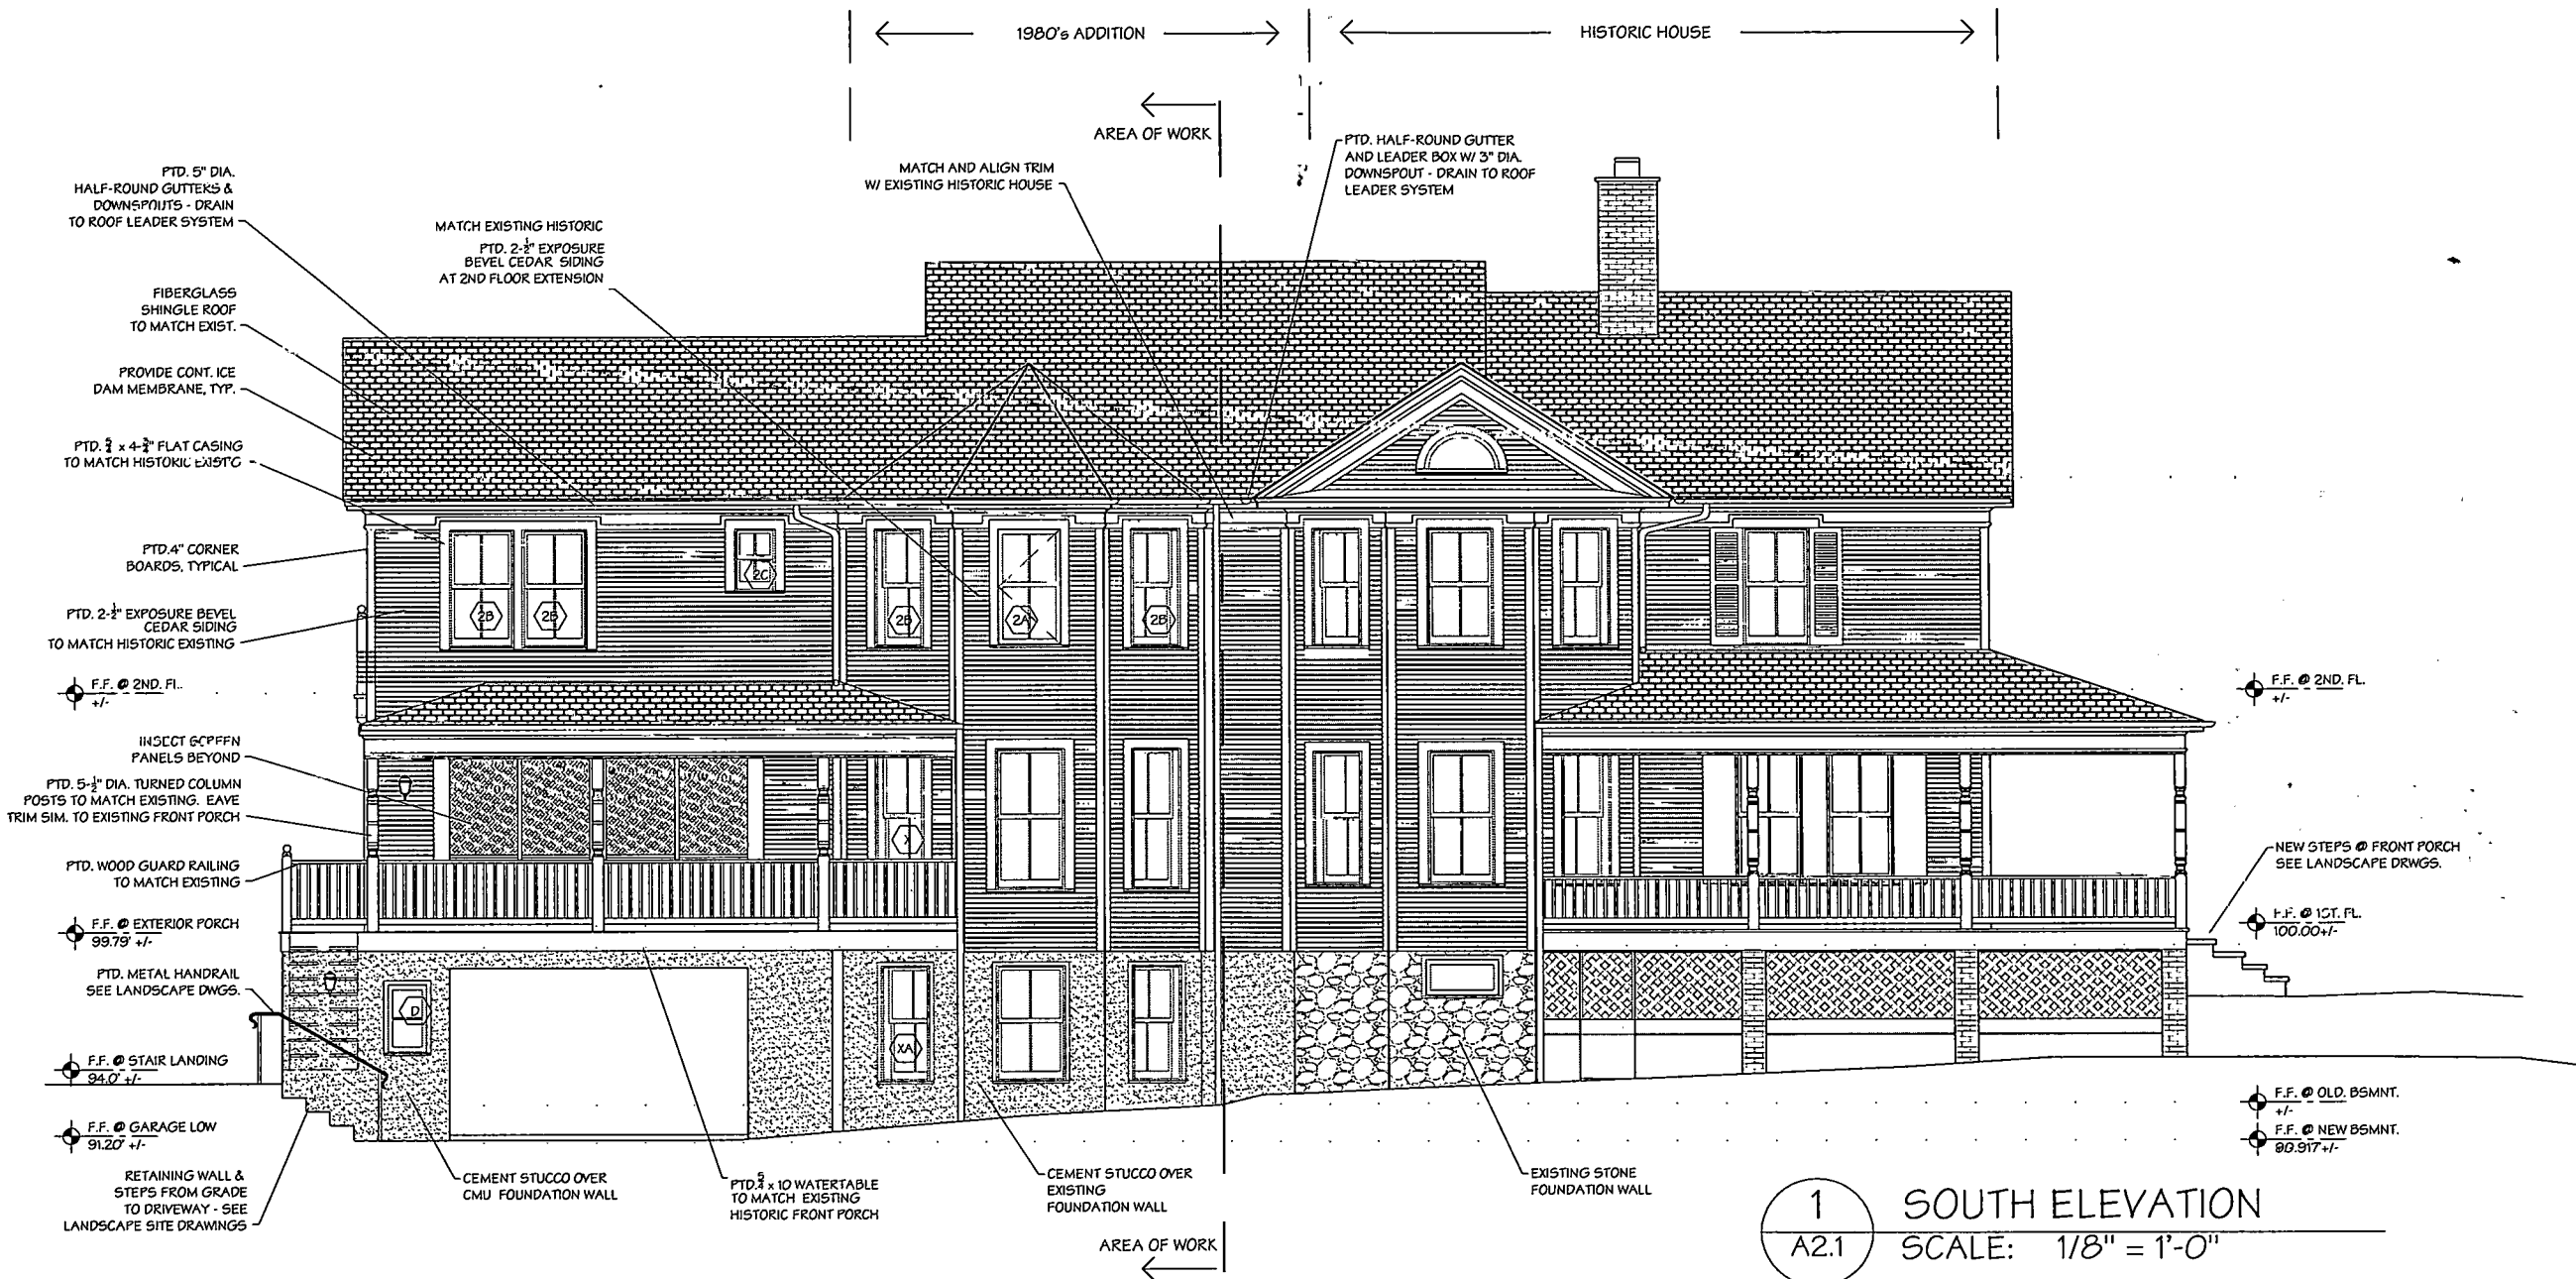 1980's ADDITION
HISTORIC HOUSE
AREA OF WORK
PTD. HALF-ROUND GUTTER
AND LEADER BOX W/ 3" DIA.
DOWNSPOUT - DRAIN TO ROOF
LEADER SYSTEM
MATCH AND ALIGN TRIM
W/ EXISTING HISTORIC HOUSE
PTD. 5" DIA.
HALF-ROUND GUTTERS &
DOWNSPOUTS - DRAIN
TO ROOF LEADER SYSTEM
MATCH EXISTING HISTORIC
PTD. 2-1/2" EXPOSURE
BEVEL CEDAR SIDING
AT 2ND FLOOR EXTENSION
FIBERGLASS
SHINGLE ROOF
TO MATCH EXIST.
PROVIDE CONT. ICE
DAM MEMBRANE, TYP.
PTD. 5/4 x 4-3/4" FLAT CASING
TO MATCH HISTORIC EXIST'G
PTD. 4" CORNER
BOARDS, TYPICAL
PTD. 2-1/2" EXPOSURE BEVEL
CEDAR SIDING
TO MATCH HISTORIC EXISTING
2B
2B
2C
2B
2A
2B
F.F. @ 2ND. FL.
+/-
F.F. @ 2ND. FL.
+/-
INSECT SCREEN
PANELS BEYOND
PTD. 5-1/2" DIA. TURNED COLUMN
POSTS TO MATCH EXISTING. EAVE
TRIM SIM. TO EXISTING FRONT PORCH
X
PTD. WOOD GUARD RAILING
TO MATCH EXISTING
NEW STEPS @ FRONT PORCH
SEE LANDSCAPE DRWGS.
F.F. @ EXTERIOR PORCH
99.79' +/-
F.F. @ 1ST. FL.
100.00+/-
PTD. METAL HANDRAIL
SEE LANDSCAPE DWGS.
D
XA
F.F. @ STAIR LANDING
94.0' +/-
F.F. @ GARAGE LOW
91.20' +/-
F.F. @ OLD. BSMNT.
+/-
F.F. @ NEW BSMNT.
RETAINING WALL &
STEPS FROM GRADE
TO DRIVEWAY - SEE
LANDSCAPE SITE DRAWINGS
CEMENT STUCCO OVER
CMU FOUNDATION WALL
PTD. 5/4 x 10 WATERTABLE
TO MATCH EXISTING
HISTORIC FRONT PORCH
CEMENT STUCCO OVER
EXISTING
FOUNDATION WALL
EXISTING STONE
FOUNDATION WALL
AREA OF WORK
1
A2.1
SOUTH ELEVATION
SCALE: 1/8" = 1'-0"